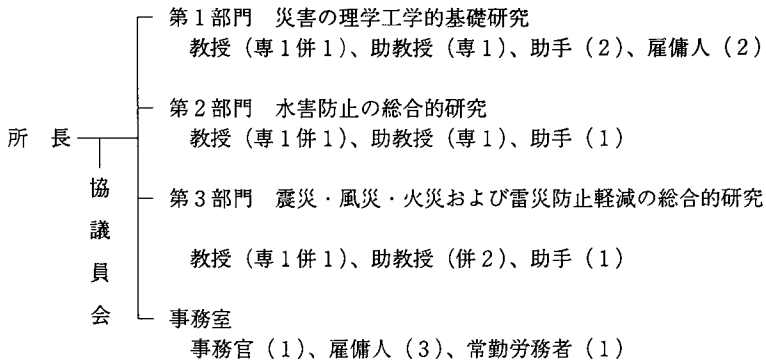 第1部門 災害の理学工学的基礎研究
教授(専1併1)、助教授(専1)、助手(2)、雇傭人(2)
第2部門 水害防止の総合的研究
教授(専1併1)、助教授(専1)、助手(1)
所 長
協議員会
第3部門 震災・風災・火災および雷災防止軽減の総合的研究
教授(専1併1)、助教授(併2)、助手(1)
事務室
事務官(1)、雇傭人(3)、常勤労務者(1)